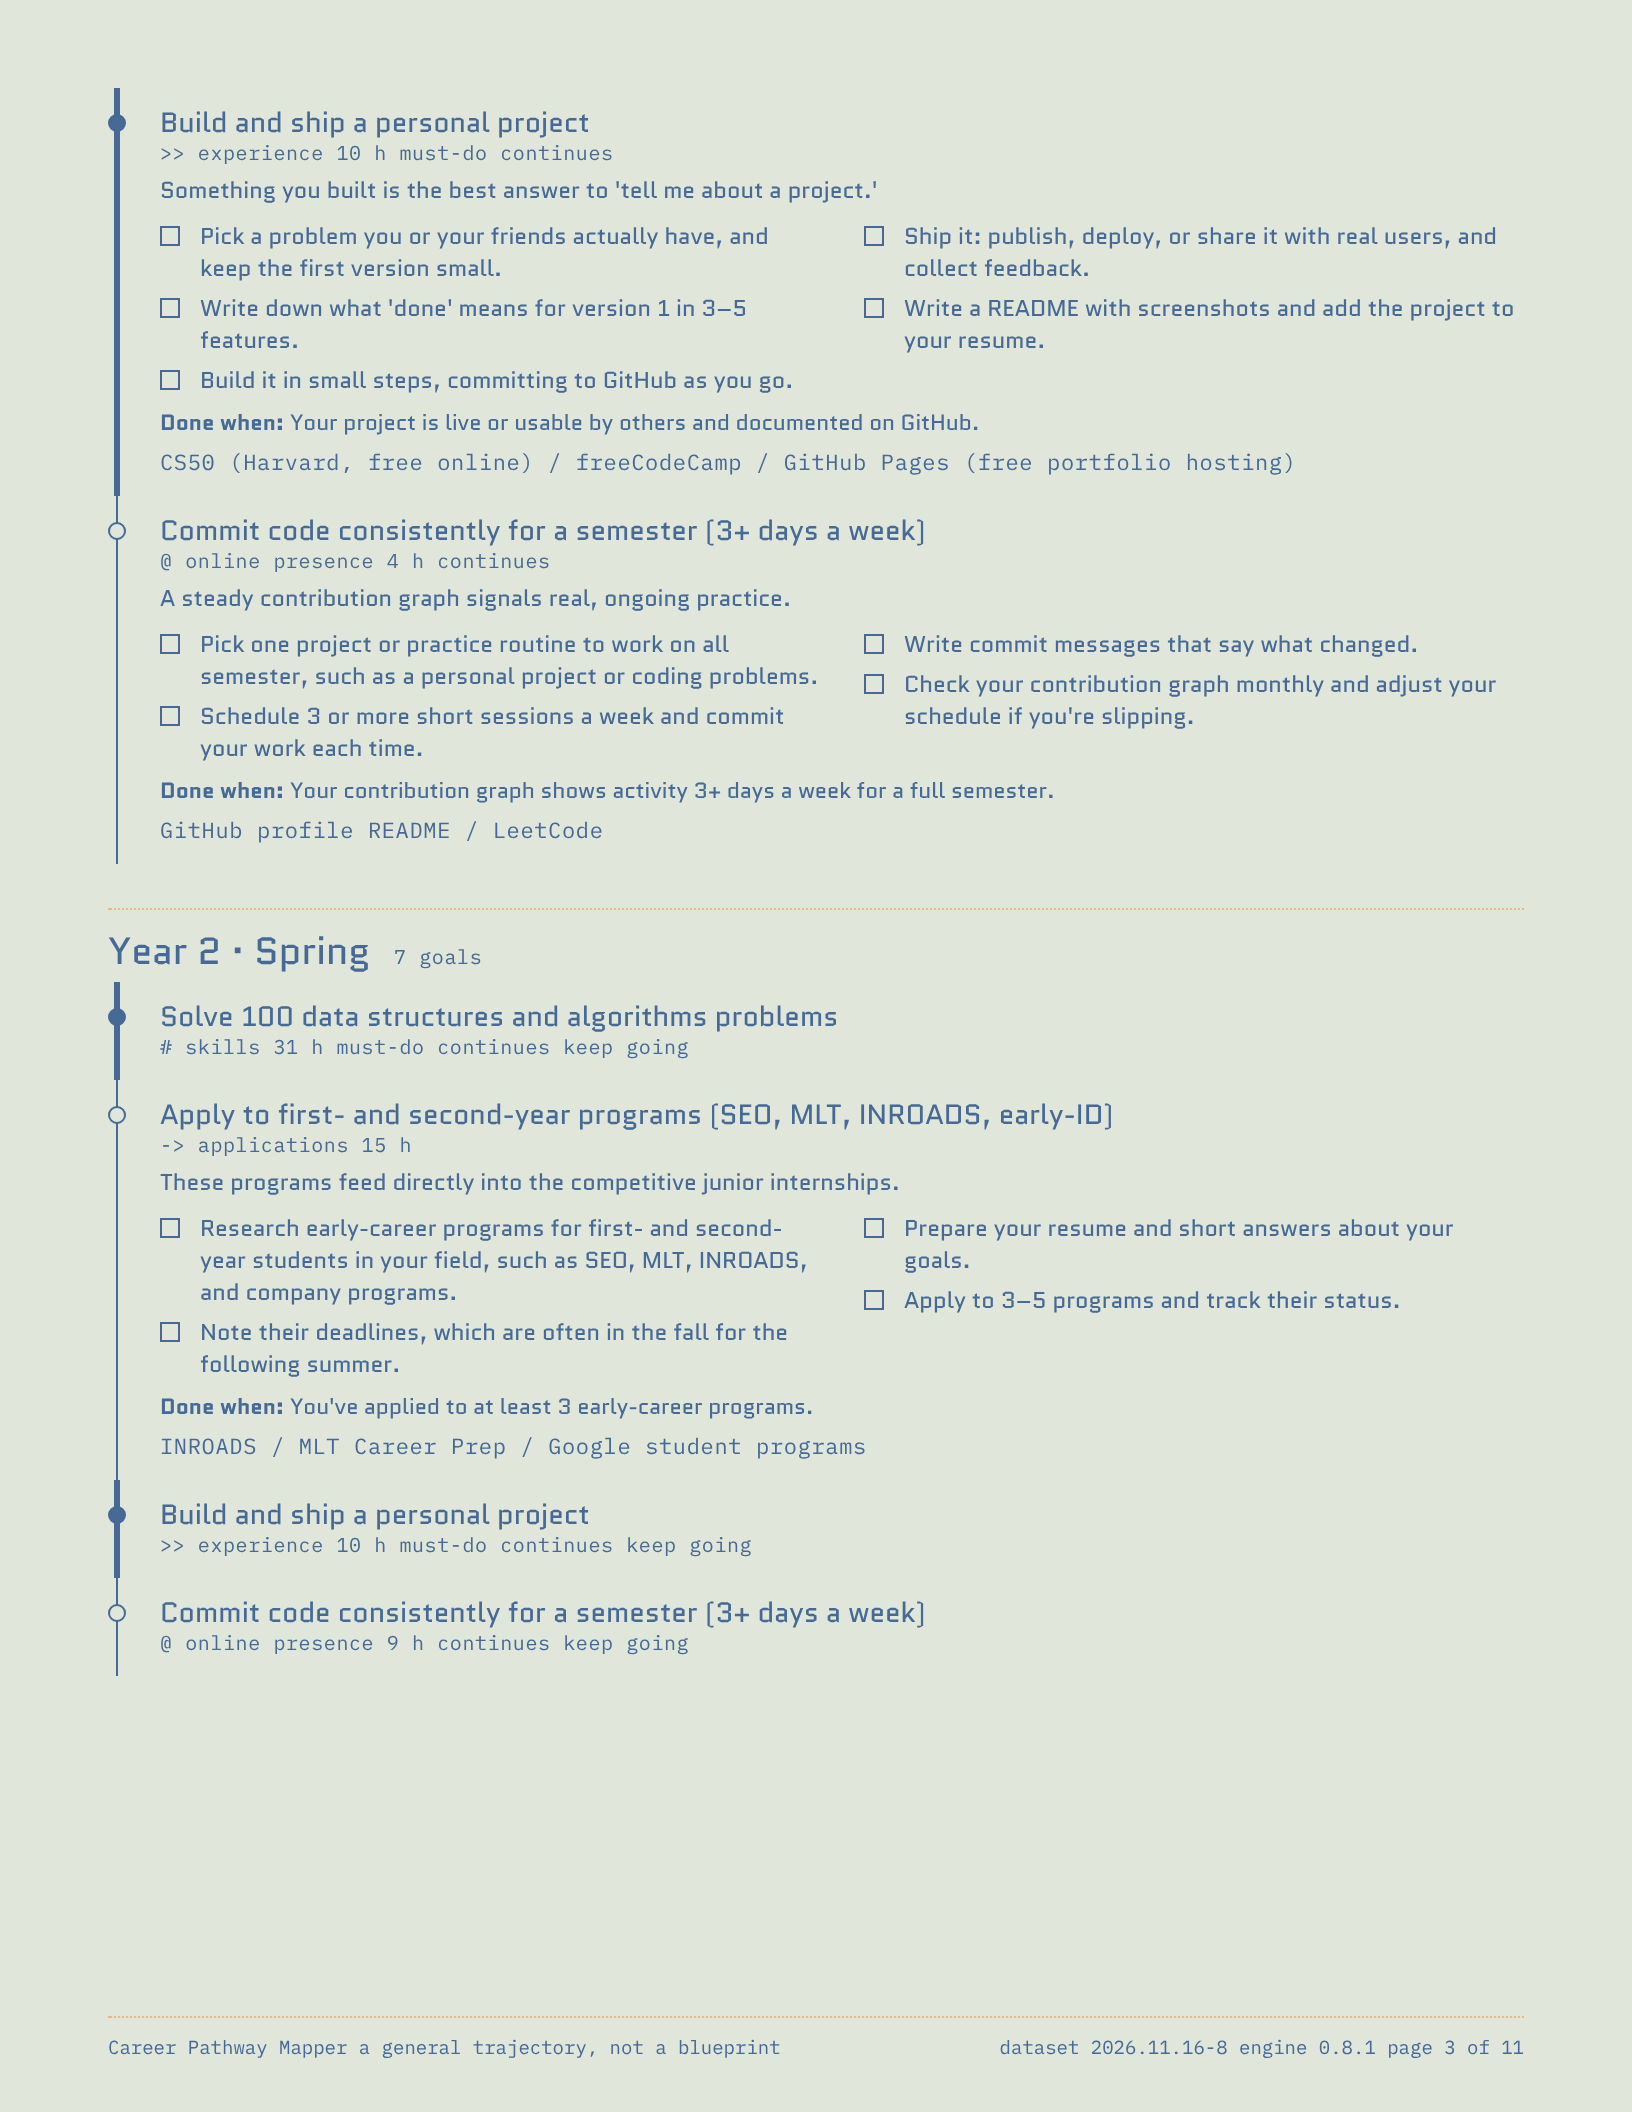 Build and ship a personal project
>> experience 10 h must-do continues
Something you built is the best answer to 'tell me about a project.'
Pick a problem you or your friends actually have, and
keep the first version small.
Write down what 'done' means for version 1 in 3–5
features.
Build it in small steps, committing to GitHub as you go.
Ship it: publish, deploy, or share it with real users, and
collect feedback.
Write a README with screenshots and add the project to
your resume.
Done when: Your project is live or usable by others and documented on GitHub.
CS50 (Harvard, free online) / freeCodeCamp / GitHub Pages (free portfolio hosting)
Commit code consistently for a semester (3+ days a week)
@ online presence 4 h continues
A steady contribution graph signals real, ongoing practice.
Pick one project or practice routine to work on all
semester, such as a personal project or coding problems.
Schedule 3 or more short sessions a week and commit
your work each time.
Write commit messages that say what changed.
Check your contribution graph monthly and adjust your
schedule if you're slipping.
Done when: Your contribution graph shows activity 3+ days a week for a full semester.
GitHub profile README / LeetCode
Year 2 · Spring 7 goals
Solve 100 data structures and algorithms problems
# skills 31 h must-do continues keep going
Apply to first- and second-year programs (SEO, MLT, INROADS, early-ID)
-> applications 15 h
These programs feed directly into the competitive junior internships.
Research early-career programs for first- and second-
year students in your field, such as SEO, MLT, INROADS,
and company programs.
Note their deadlines, which are often in the fall for the
following summer.
Prepare your resume and short answers about your
goals.
Apply to 3–5 programs and track their status.
Done when: You've applied to at least 3 early-career programs.
INROADS / MLT Career Prep / Google student programs
Build and ship a personal project
>> experience 10 h must-do continues keep going
Commit code consistently for a semester (3+ days a week)
@ online presence 9 h continues keep going
Career Pathway Mapper a general trajectory, not a blueprint
dataset 2026.11.16-8 engine 0.8.1 page 3 of 11